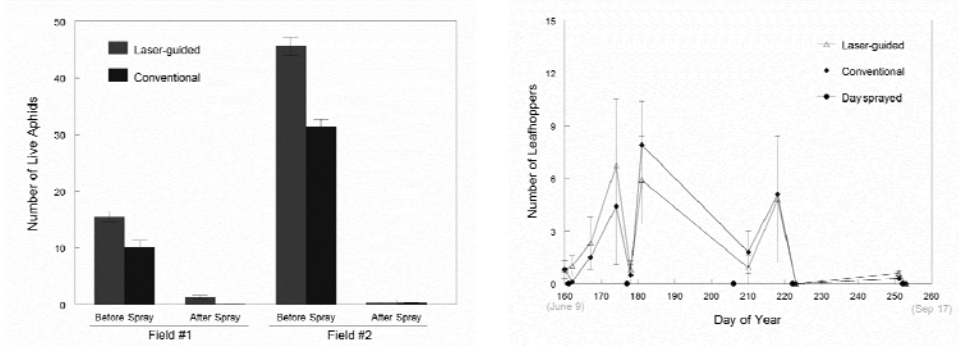 50
40
30
20
10
0
Number of Live Aphids
Laser-guided
Conventional
Before Spray After Spray Before Spray After Spray
Field #1 Field #2
15
12
9
6
3
0
Number of Leafhoppers
Laser-guided
Conventional
Day sprayed
160 170 180 190 200 210 220 230 240 250 260
(June 9) (Sep 17)
Day of Year